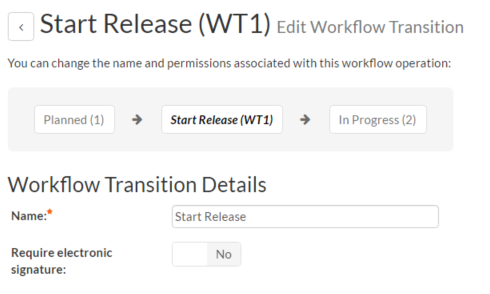 ‹ Start Release (WT1) Edit Workflow Transition
You can change the name and permissions associated with this workflow operation:
Planned (1) → Start Release (WT1) → In Progress (2)
Workflow Transition Details
Name:* Start Release
Require electronic No
signature: